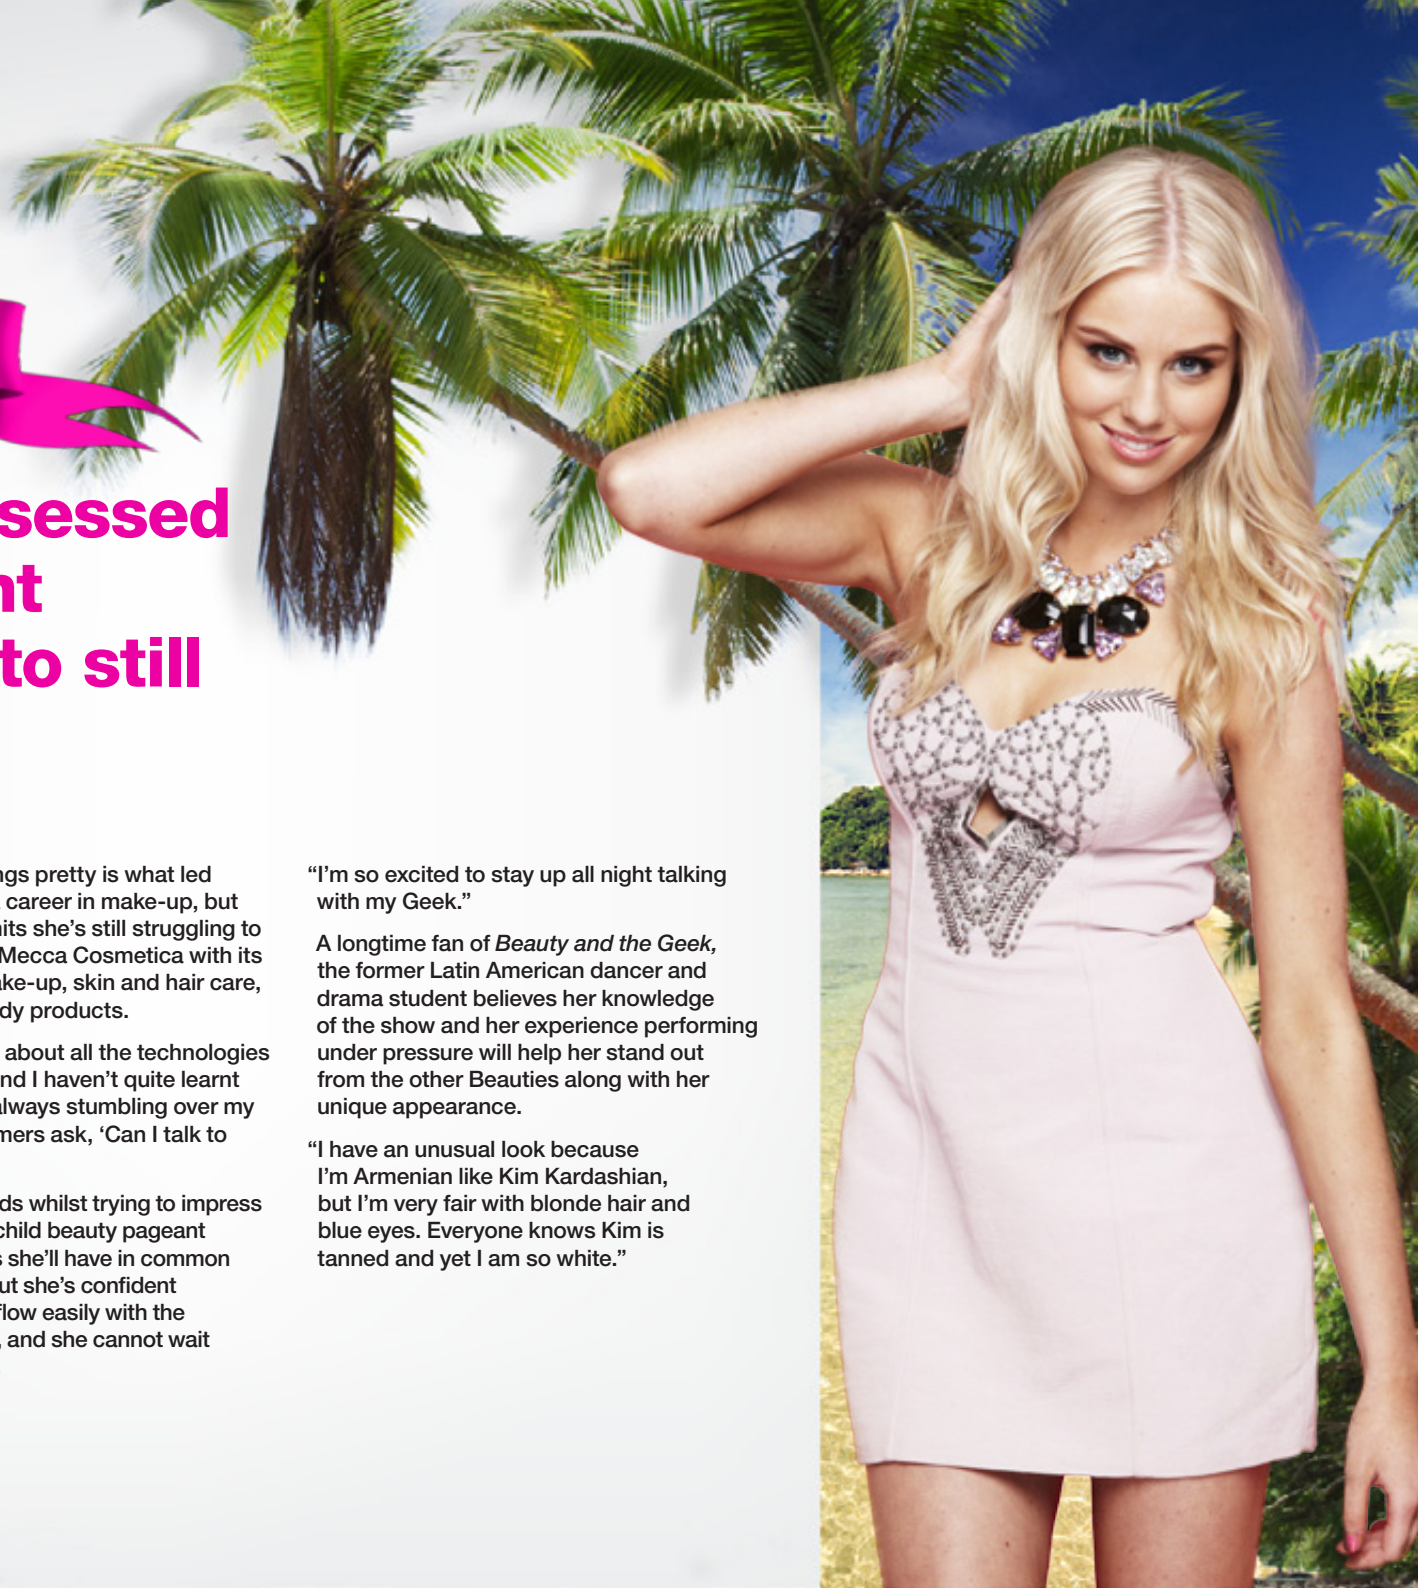 sessed
nt
to still
ngs pretty is what led
career in make-up, but
nits she's still struggling to
Mecca Cosmetica with its
ake-up, skin and hair care,
dy products.
about all the technologies
nd I haven't quite learnt
always stumbling over my
mers ask, ‘Can I talk to
ds whilst trying to impress
child beauty pageant
s she’ll have in common
ut she’s confident
flow easily with the
, and she cannot wait
“I’m so excited to stay up all night talking
with my Geek.”
A longtime fan of Beauty and the Geek,
the former Latin American dancer and
drama student believes her knowledge
of the show and her experience performing
under pressure will help her stand out
from the other Beauties along with her
unique appearance.
“I have an unusual look because
I’m Armenian like Kim Kardashian,
but I’m very fair with blonde hair and
blue eyes. Everyone knows Kim is
tanned and yet I am so white.”